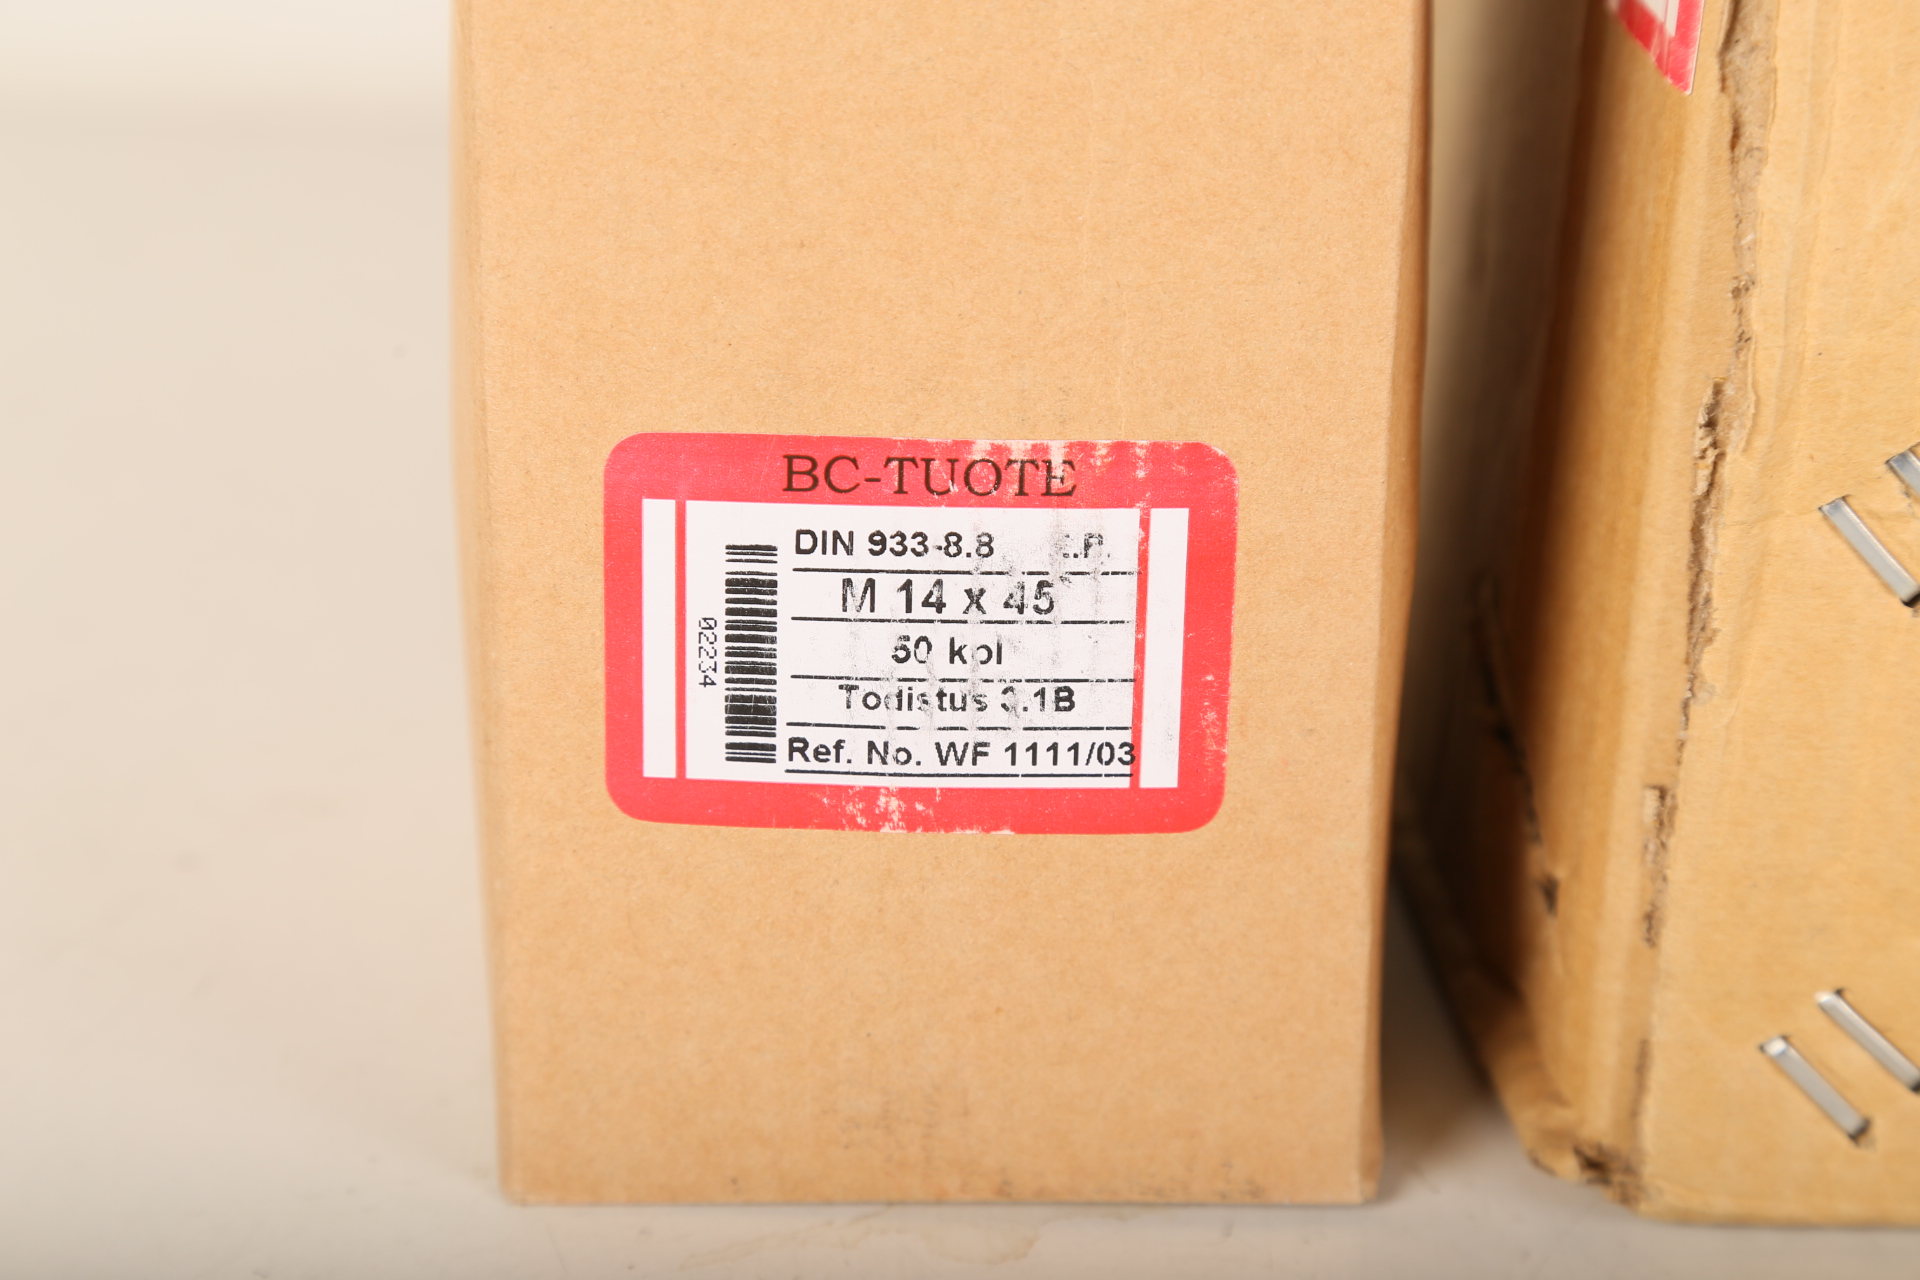 BC-TUOTE
DIN 933-8.8
M 14 x 45
50 kpl
Todistus 3.1B
Ref. No. WF 1111/03
02234